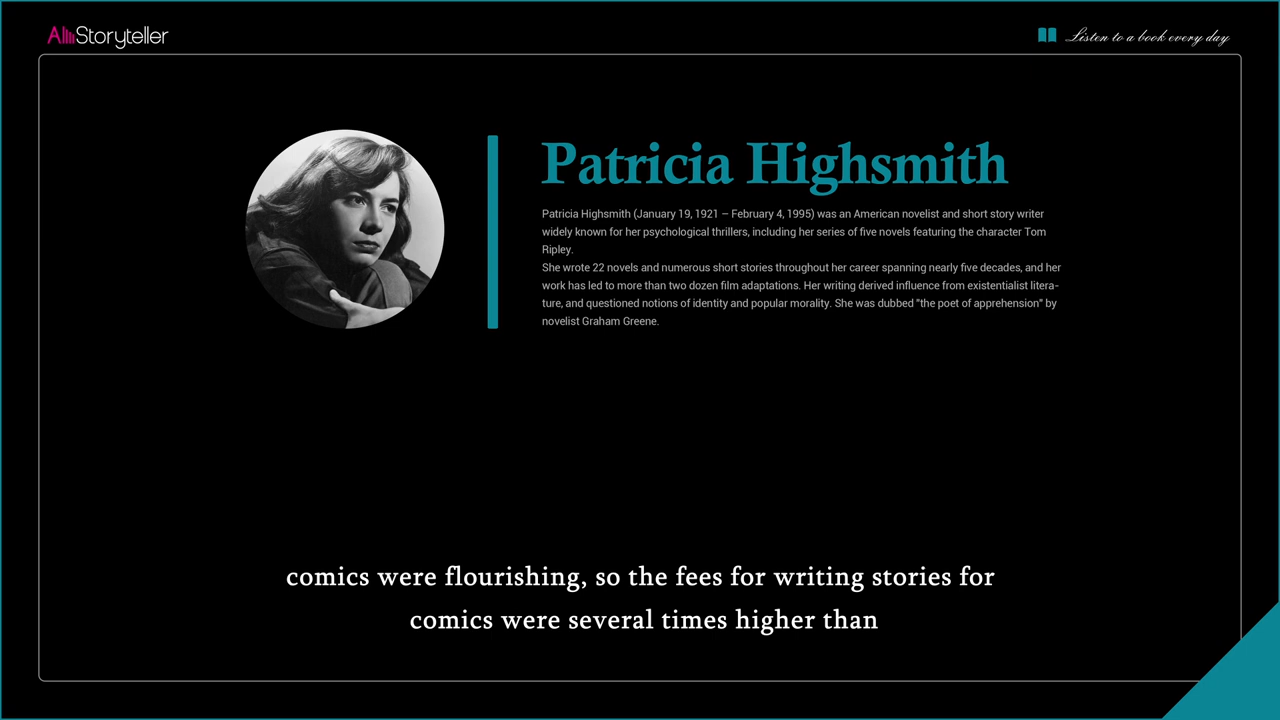 AllStoryteller
Listen to a book every day
Patricia Highsmith
Patricia Highsmith (January 19, 1921 – February 4, 1995) was an American novelist and short story writer
widely known for her psychological thrillers, including her series of five novels featuring the character Tom
Ripley.
She wrote 22 novels and numerous short stories throughout her career spanning nearly five decades, and her
work has led to more than two dozen film adaptations. Her writing derived influence from existentialist litera-
ture, and questioned notions of identity and popular morality. She was dubbed "the poet of apprehension" by
novelist Graham Greene.
comics were flourishing, so the fees for writing stories for
comics were several times higher than